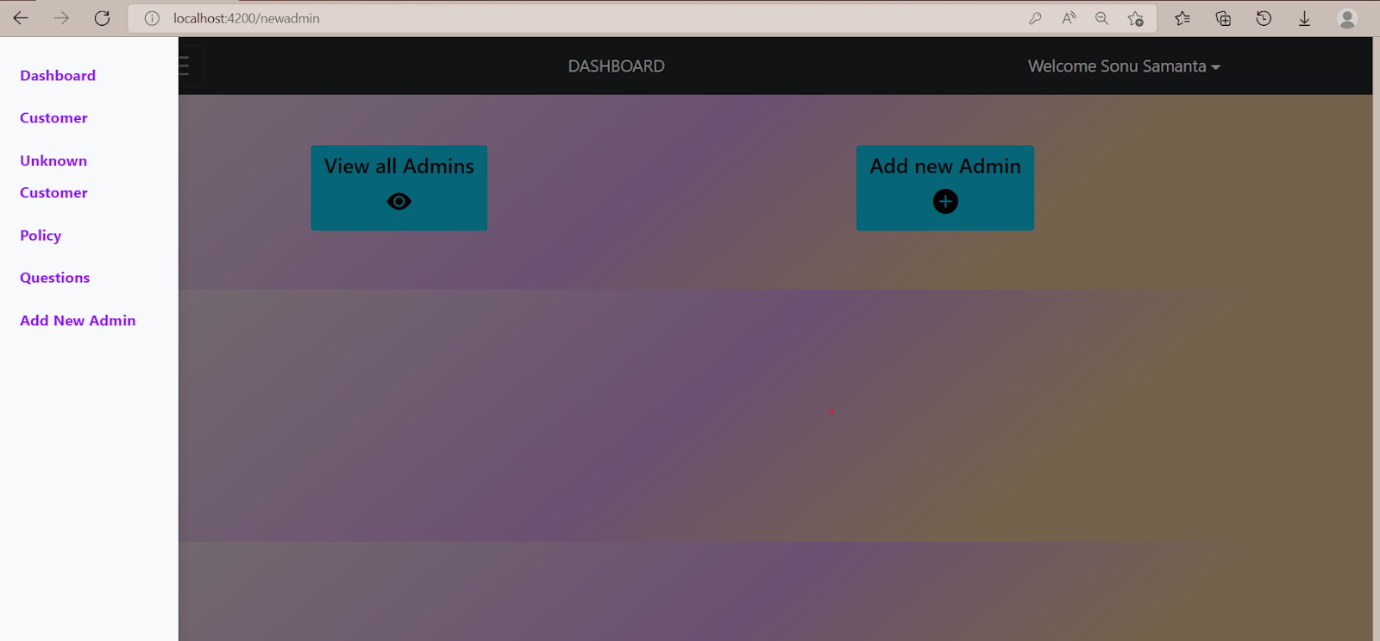 localhost:4200/newadmin
Dashboard
Customer
Unknown
Customer
Policy
Questions
Add New Admin
DASHBOARD
Welcome Sonu Samanta
View all Admins
Add new Admin